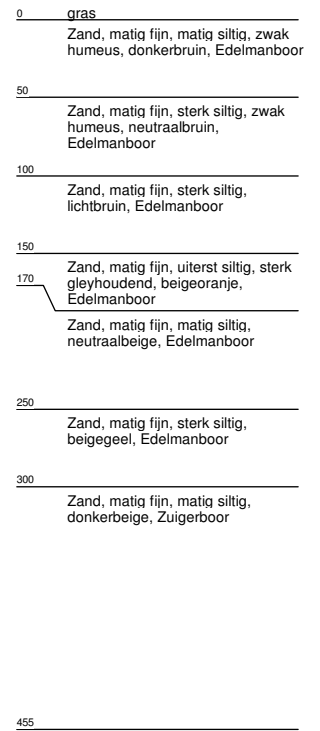 0 gras
Zand, matig fijn, matig siltig, zwak
humeus, donkerbruin, Edelmanboor
50
Zand, matig fijn, sterk siltig, zwak
humeus, neutraalbruin,
Edelmanboor
100
Zand, matig fijn, sterk siltig,
lichtbruin, Edelmanboor
150
Zand, matig fijn, uiterst siltig, sterk
gleyhoudend, beigeoranje,
Edelmanboor
170
Zand, matig fijn, matig siltig,
neutraalbeige, Edelmanboor
250
Zand, matig fijn, sterk siltig,
beigegeel, Edelmanboor
300
Zand, matig fijn, matig siltig,
donkerbeige, Zuigerboor
455